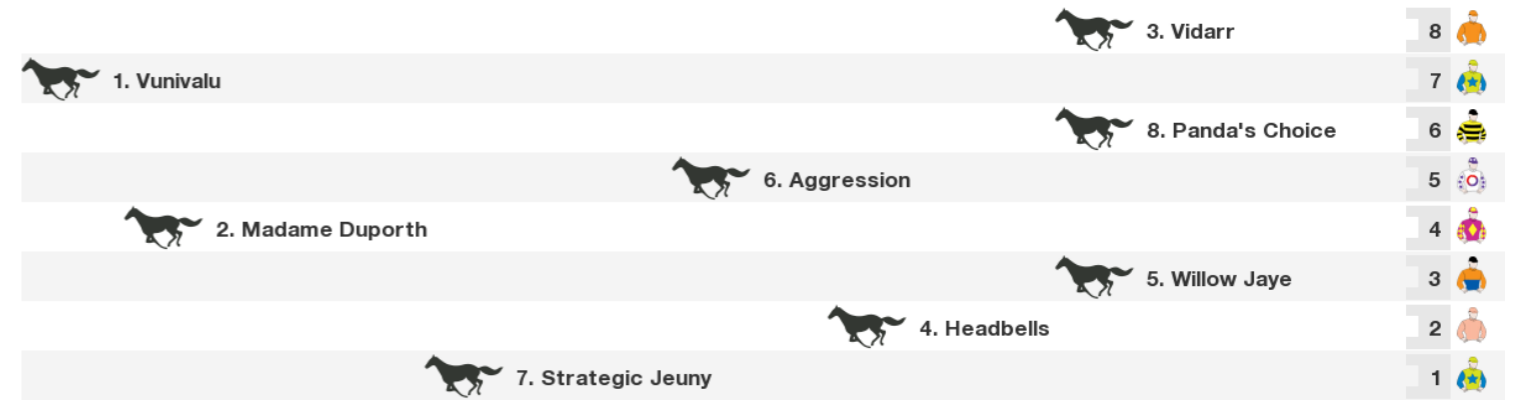 3. Vidarr 8
1. Vunivalu 7
8. Panda's Choice 6
6. Aggression 5
2. Madame Duporth 4
5. Willow Jaye 3
4. Headbells 2
7. Strategic Jeuny 1